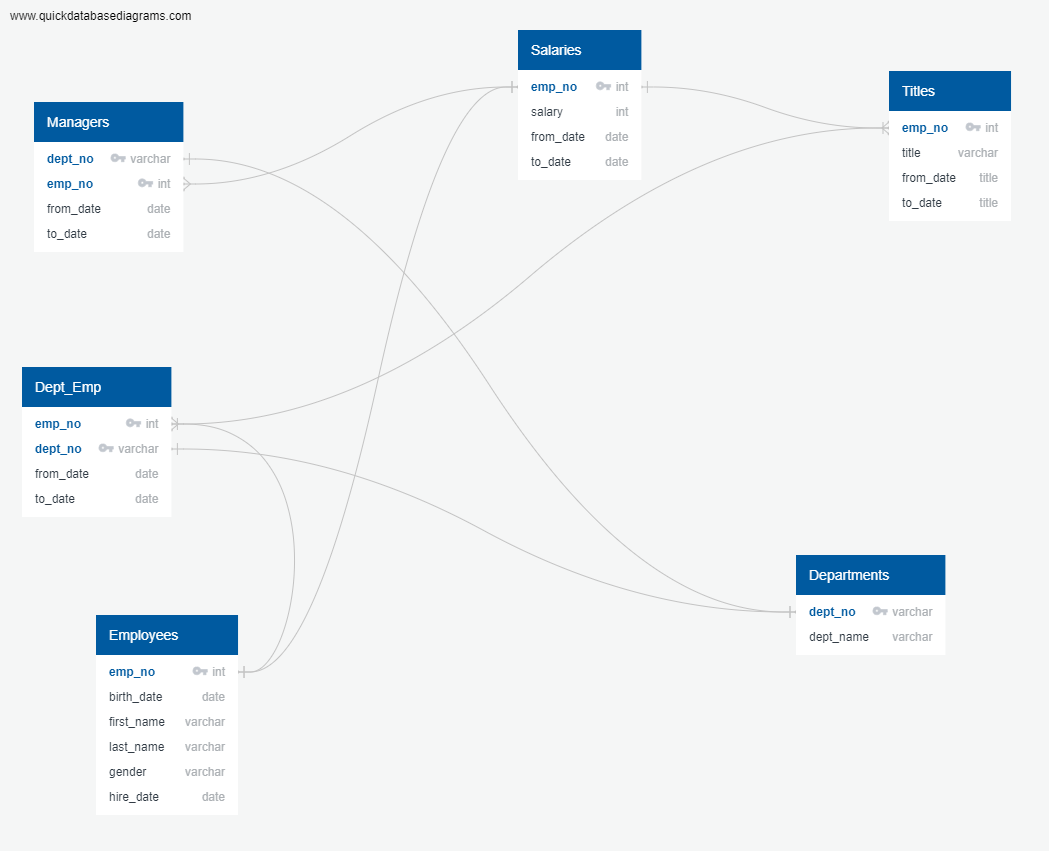 www.quickdatabasediagrams.com
Salaries
emp_no int
salary int
from_date date
to_date date
Titles
emp_no int
title varchar
from_date title
to_date title
Managers
dept_no varchar
emp_no int
from_date date
to_date date
Dept_Emp
emp_no int
dept_no varchar
from_date date
to_date date
Departments
dept_no varchar
dept_name varchar
Employees
emp_no int
birth_date date
first_name varchar
last_name varchar
gender varchar
hire_date date